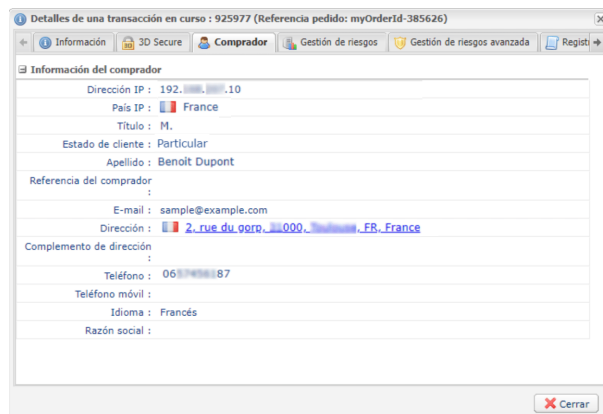 Detalles de una transacción en curso : 925977 (Referencia pedido: myOrderId-385626)
Información 3D Secure Comprador Gestión de riesgos Gestión de riesgos avanzada Registr
Información del comprador
Dirección IP : 192. . .10
País IP : France
Título : M.
Estado de cliente : Particular
Apellido : Benoit Dupont
Referencia del comprador
:
E-mail : sample@example.com
Dirección : 2, rue du gorp, 000, , FR, France
Complemento de dirección
:
Teléfono : 06 87
Teléfono móvil :
Idioma : Francés
Razón social :
Cerrar